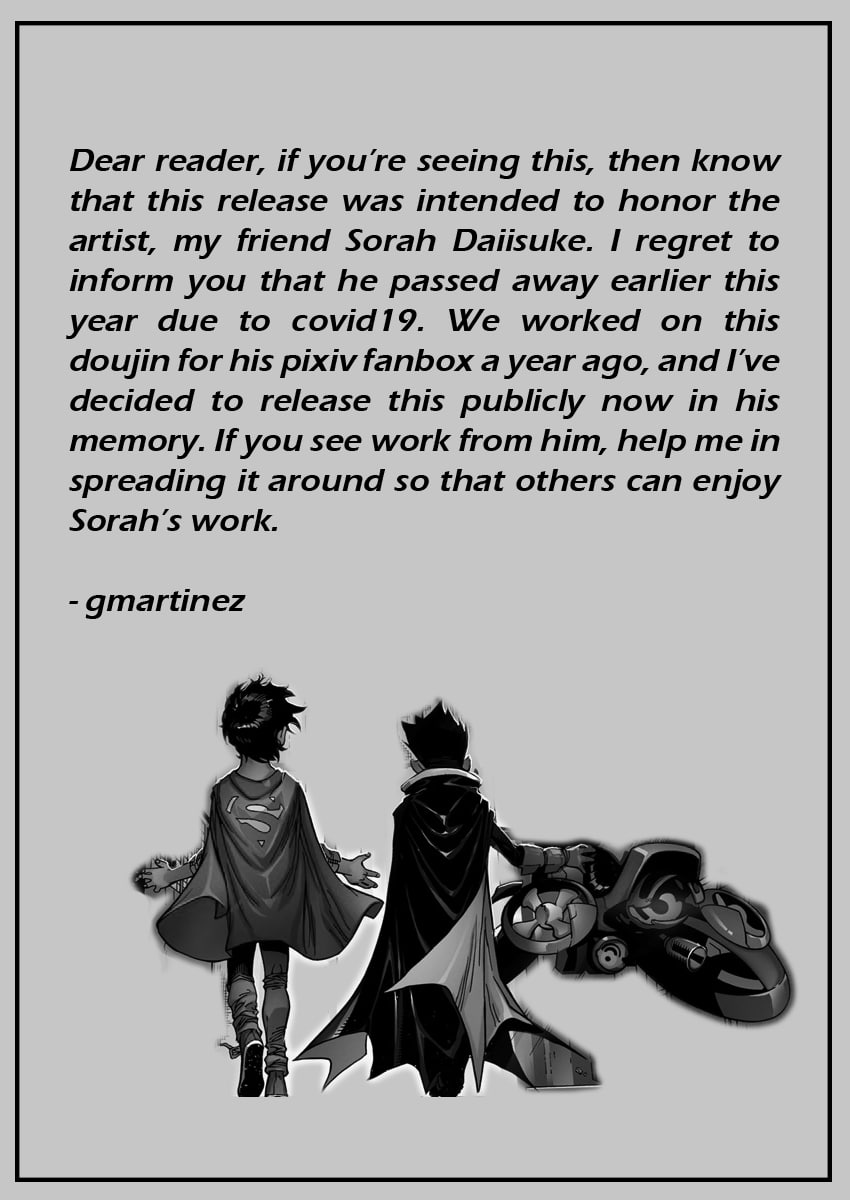 Dear reader, if you're seeing this, then know
that this release was intended to honor the
artist, my friend Sorah Daiisuke. I regret to
inform you that he passed away earlier this
year due to covid19. We worked on this
doujin for his pixiv fanbox a year ago, and I've
decided to release this publicly now in his
memory. If you see work from him, help me in
spreading it around so that others can enjoy
Sorah's work.
- gmartinez